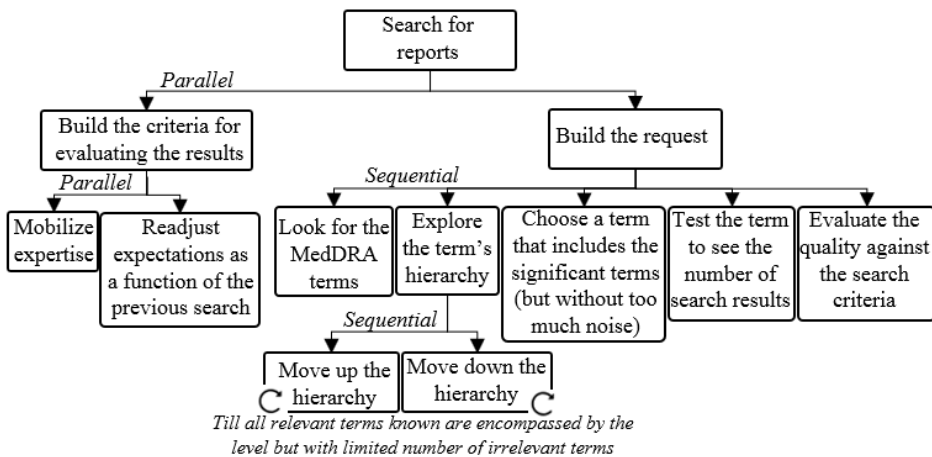 Search for
reports
Parallel
Build the criteria for
evaluating the results
Build the request
Parallel
Sequential
Mobilize
expertise
Readjust
expectations as
a function of the
previous search
Look for the
MedDRA
terms
Explore
the term’s
hierarchy
Choose a term
that includes the
significant terms
(but without too
much noise)
Test the term
to see the
number of
search results
Evaluate the
quality against
the search
criteria
Sequential
Move up the
hierarchy
Move down the
hierarchy
Till all relevant terms known are encompassed by the
level but with limited number of irrelevant terms